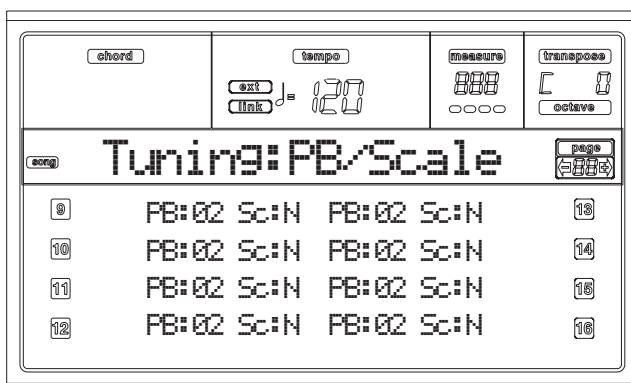 chord tempo measure transpose
ext link ♩= 120 888 C 0
octave
song Tuning:PB/Scale page
88
9 PB:02 Sc:N PB:02 Sc:N 13
10 PB:02 Sc:N PB:02 Sc:N 14
11 PB:02 Sc:N PB:02 Sc:N 15
12 PB:02 Sc:N PB:02 Sc:N 16